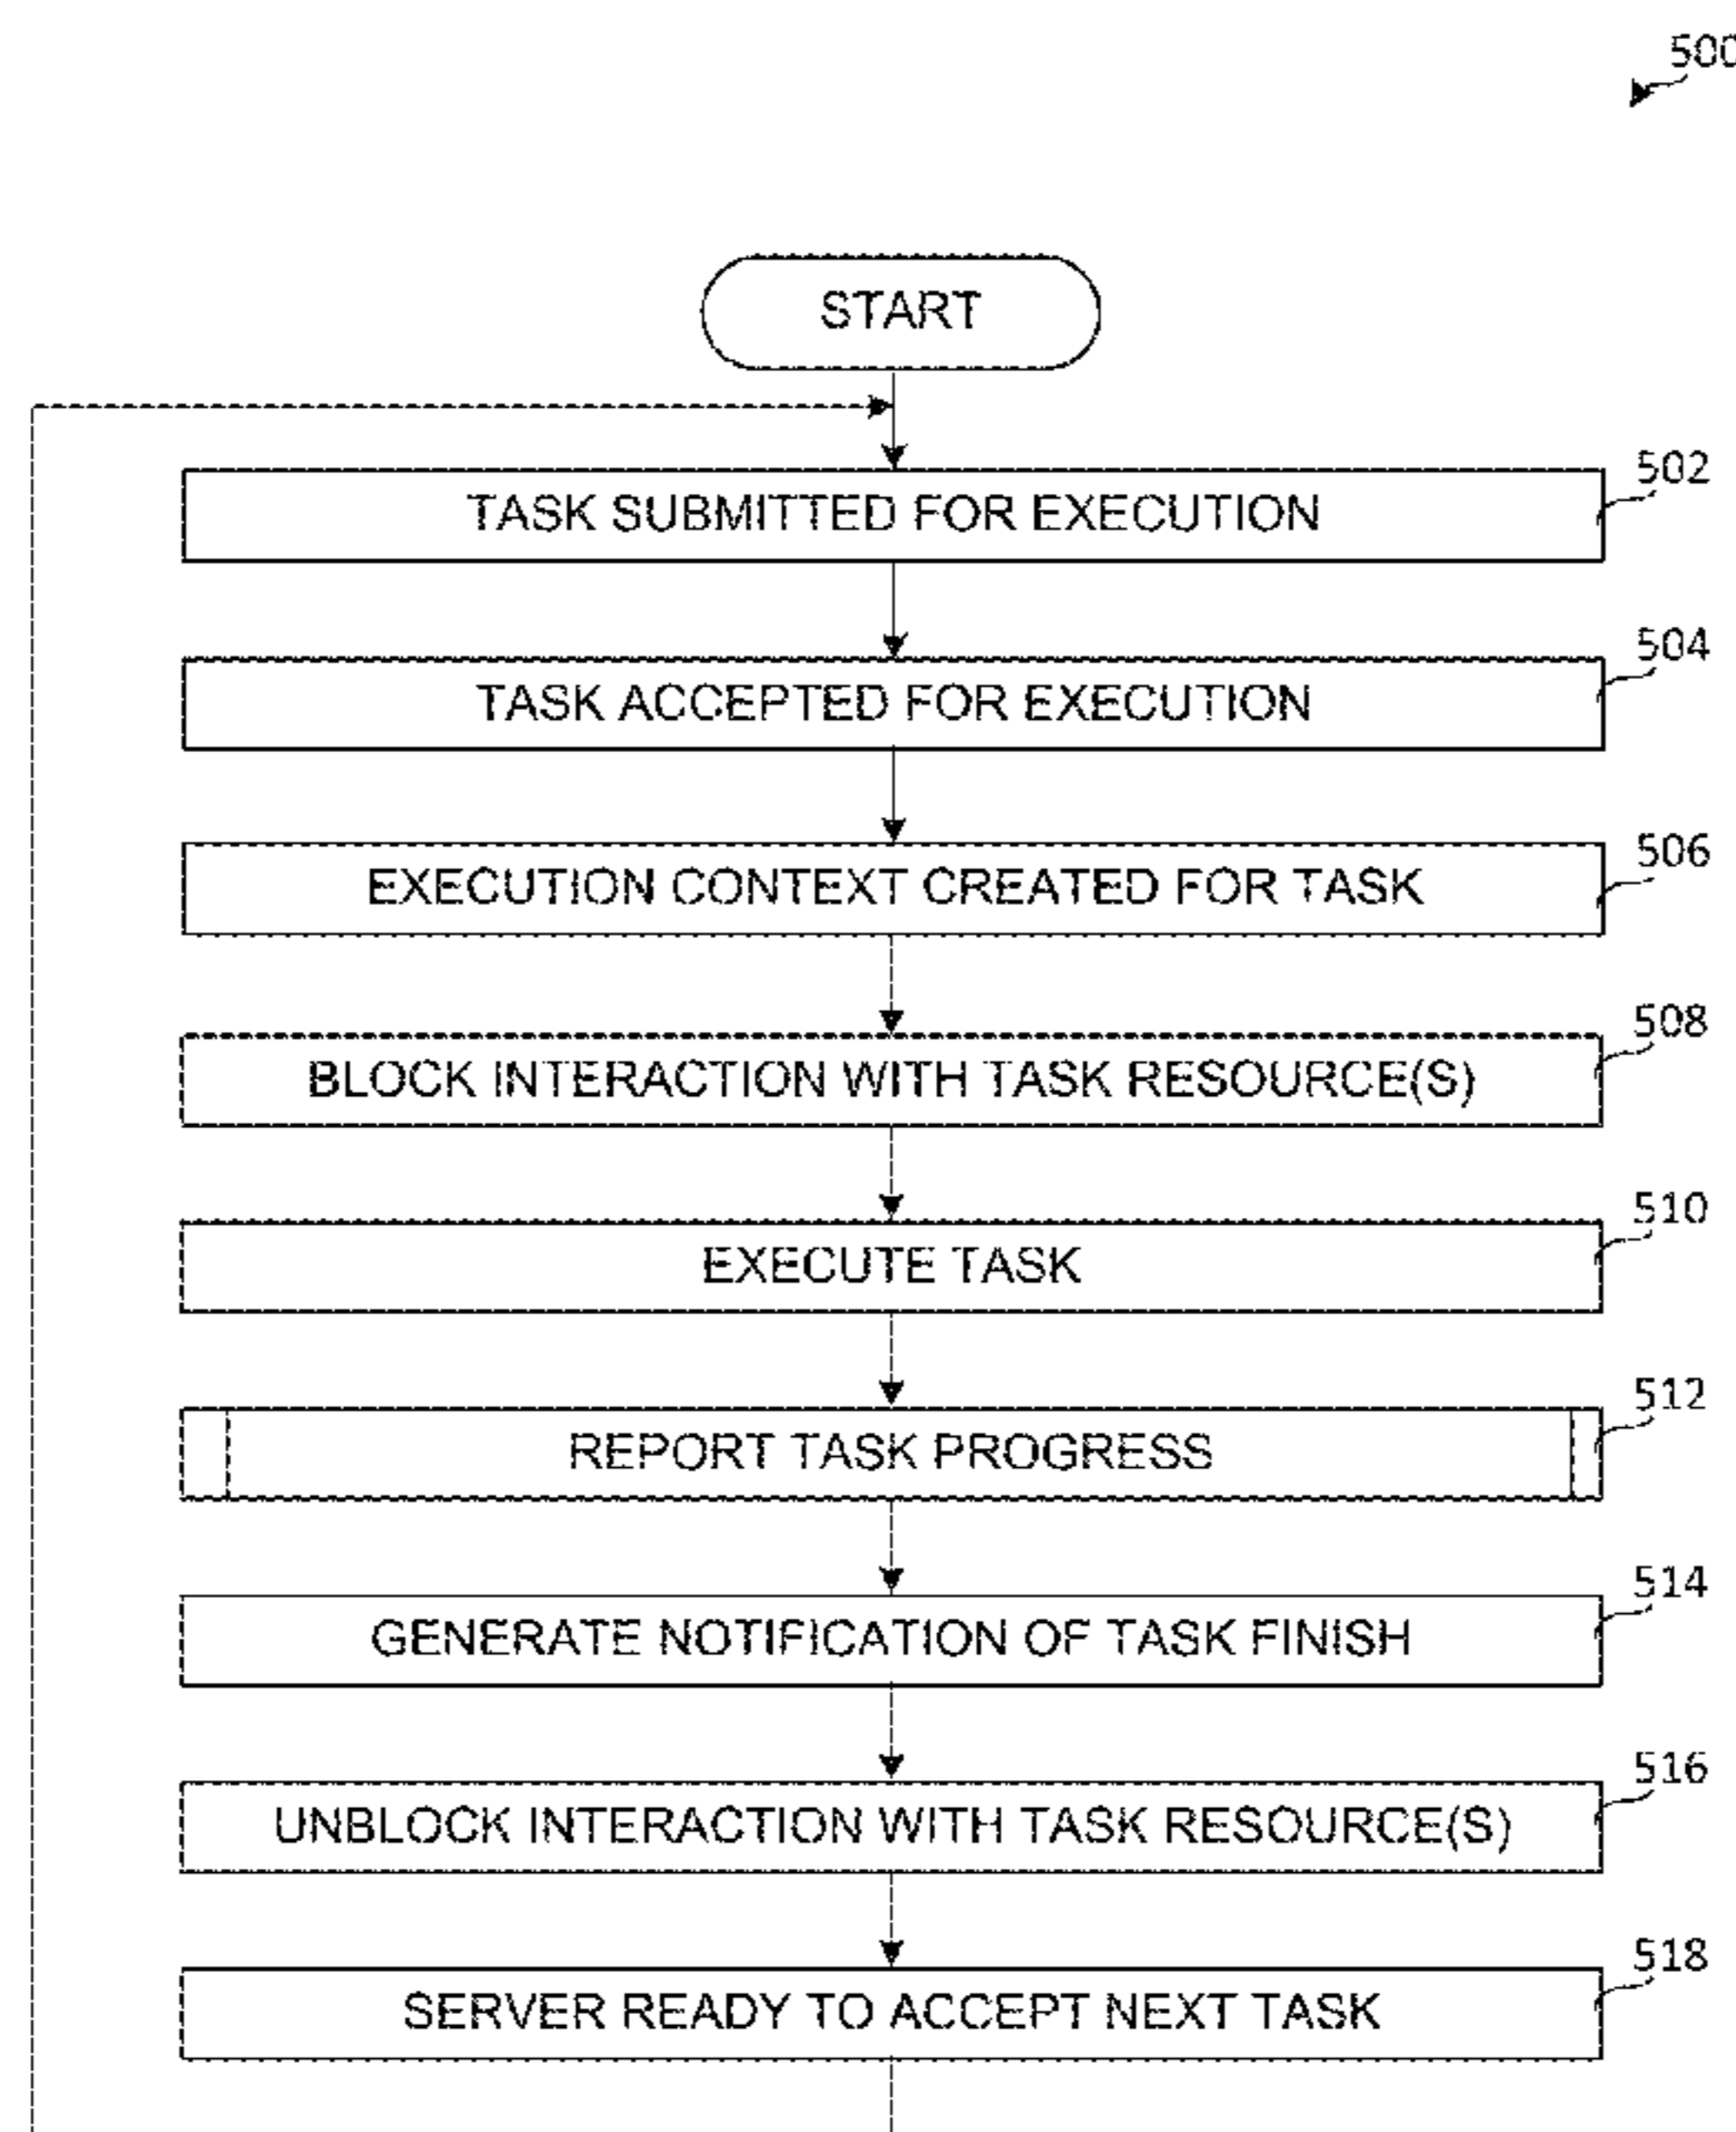 500
START
502
TASK SUBMITTED FOR EXECUTION
504
TASK ACCEPTED FOR EXECUTION
506
EXECUTION CONTEXT CREATED FOR TASK
508
BLOCK INTERACTION WITH TASK RESOURCE(S)
510
EXECUTE TASK
512
REPORT TASK PROGRESS
514
GENERATE NOTIFICATION OF TASK FINISH
516
UNBLOCK INTERACTION WITH TASK RESOURCE(S)
518
SERVER READY TO ACCEPT NEXT TASK